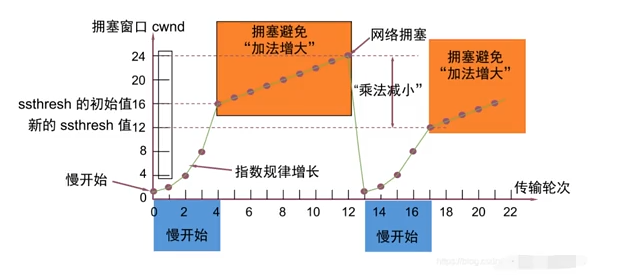 拥塞窗口 cwnd
24
20
ssthresh 的初始值16
新的 ssthresh 值12
8
4
0
慢开始
指数规律增长
拥塞避免
“加法增大”
网络拥塞
“乘法减小”
拥塞避免
“加法增大”
传输轮次
0 2 4 6 8 10 12 14 16 18 20 22
慢开始
慢开始